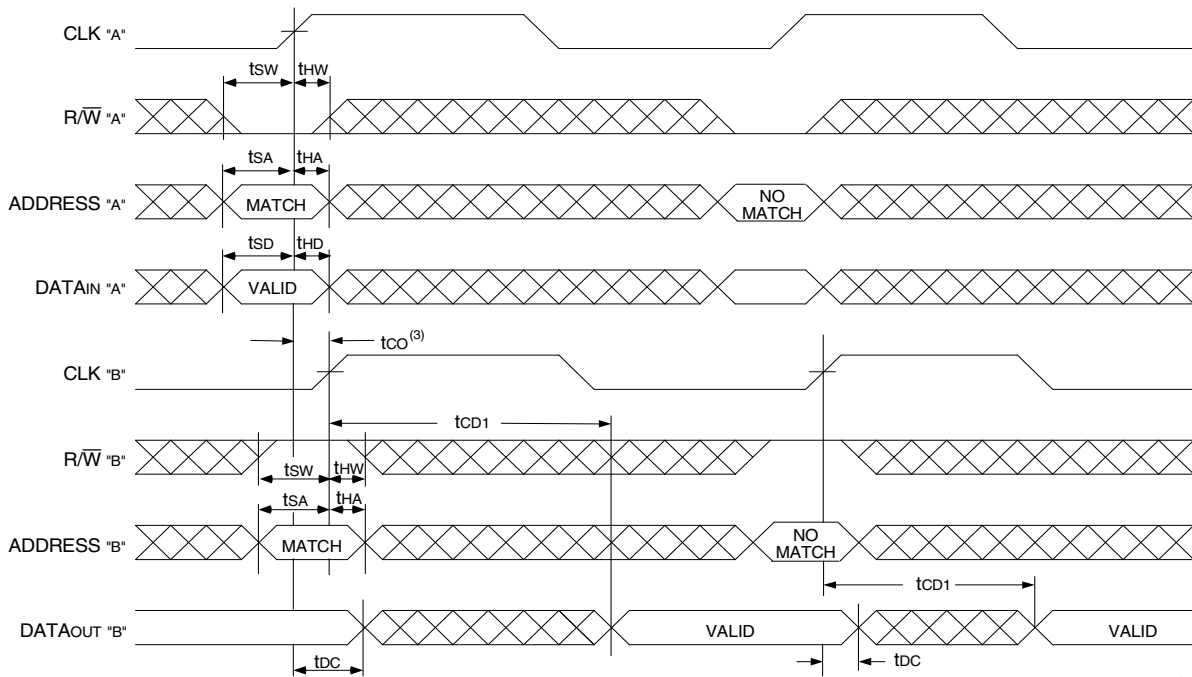 CLK "A"
tSW tHW
R/W̅ "A"
tSA tHA
ADDRESS "A" MATCH NO MATCH
tSD tHD
DATAIN "A" VALID
tCO(3)
CLK "B"
tCD1
R/W̅ "B"
tSW tHW
tSA tHA
ADDRESS "B" MATCH NO MATCH
tCD1
DATAOUT "B" VALID VALID
tDC tDC